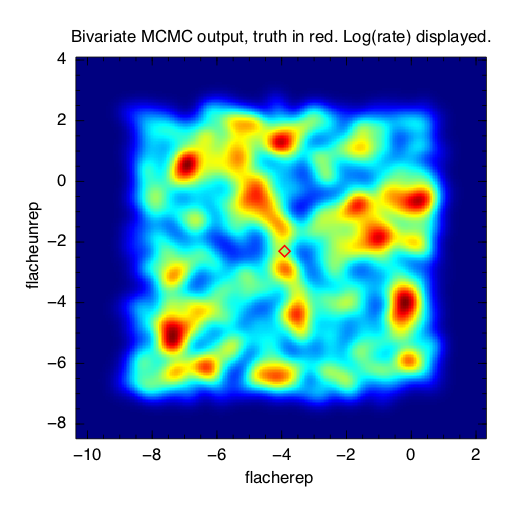 Bivariate MCMC output, truth in red. Log(rate) displayed.
4
2
0
−2
−4
−6
−8
flacheunrep
−10 −8 −6 −4 −2 0 2
flacherep